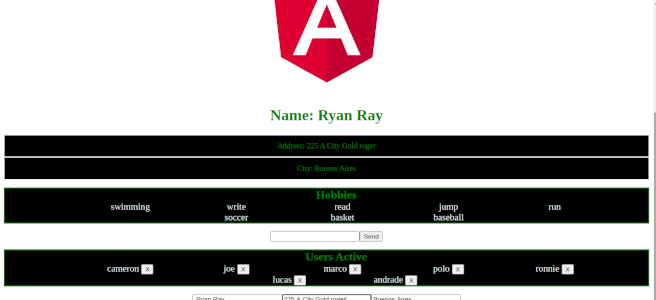 A
Name: Ryan Ray
Address: 225 A City Gold roger
City: Buenos Aires
Hobbies
swimming write read jump run
soccer basket baseball
Send
Users Active
cameron X joe X marco X polo X ronnie X
lucas X andrade X
Ryan Ray 225 A City Gold roger Buenos Aires